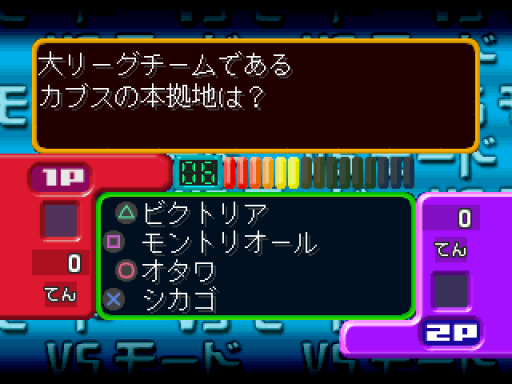 大リーグチームである
カブスの本拠地は？
1P
06
0
てん
△ビクトリア
□モントリオール
○オタワ
×シカゴ
0
てん
2P
VSモード